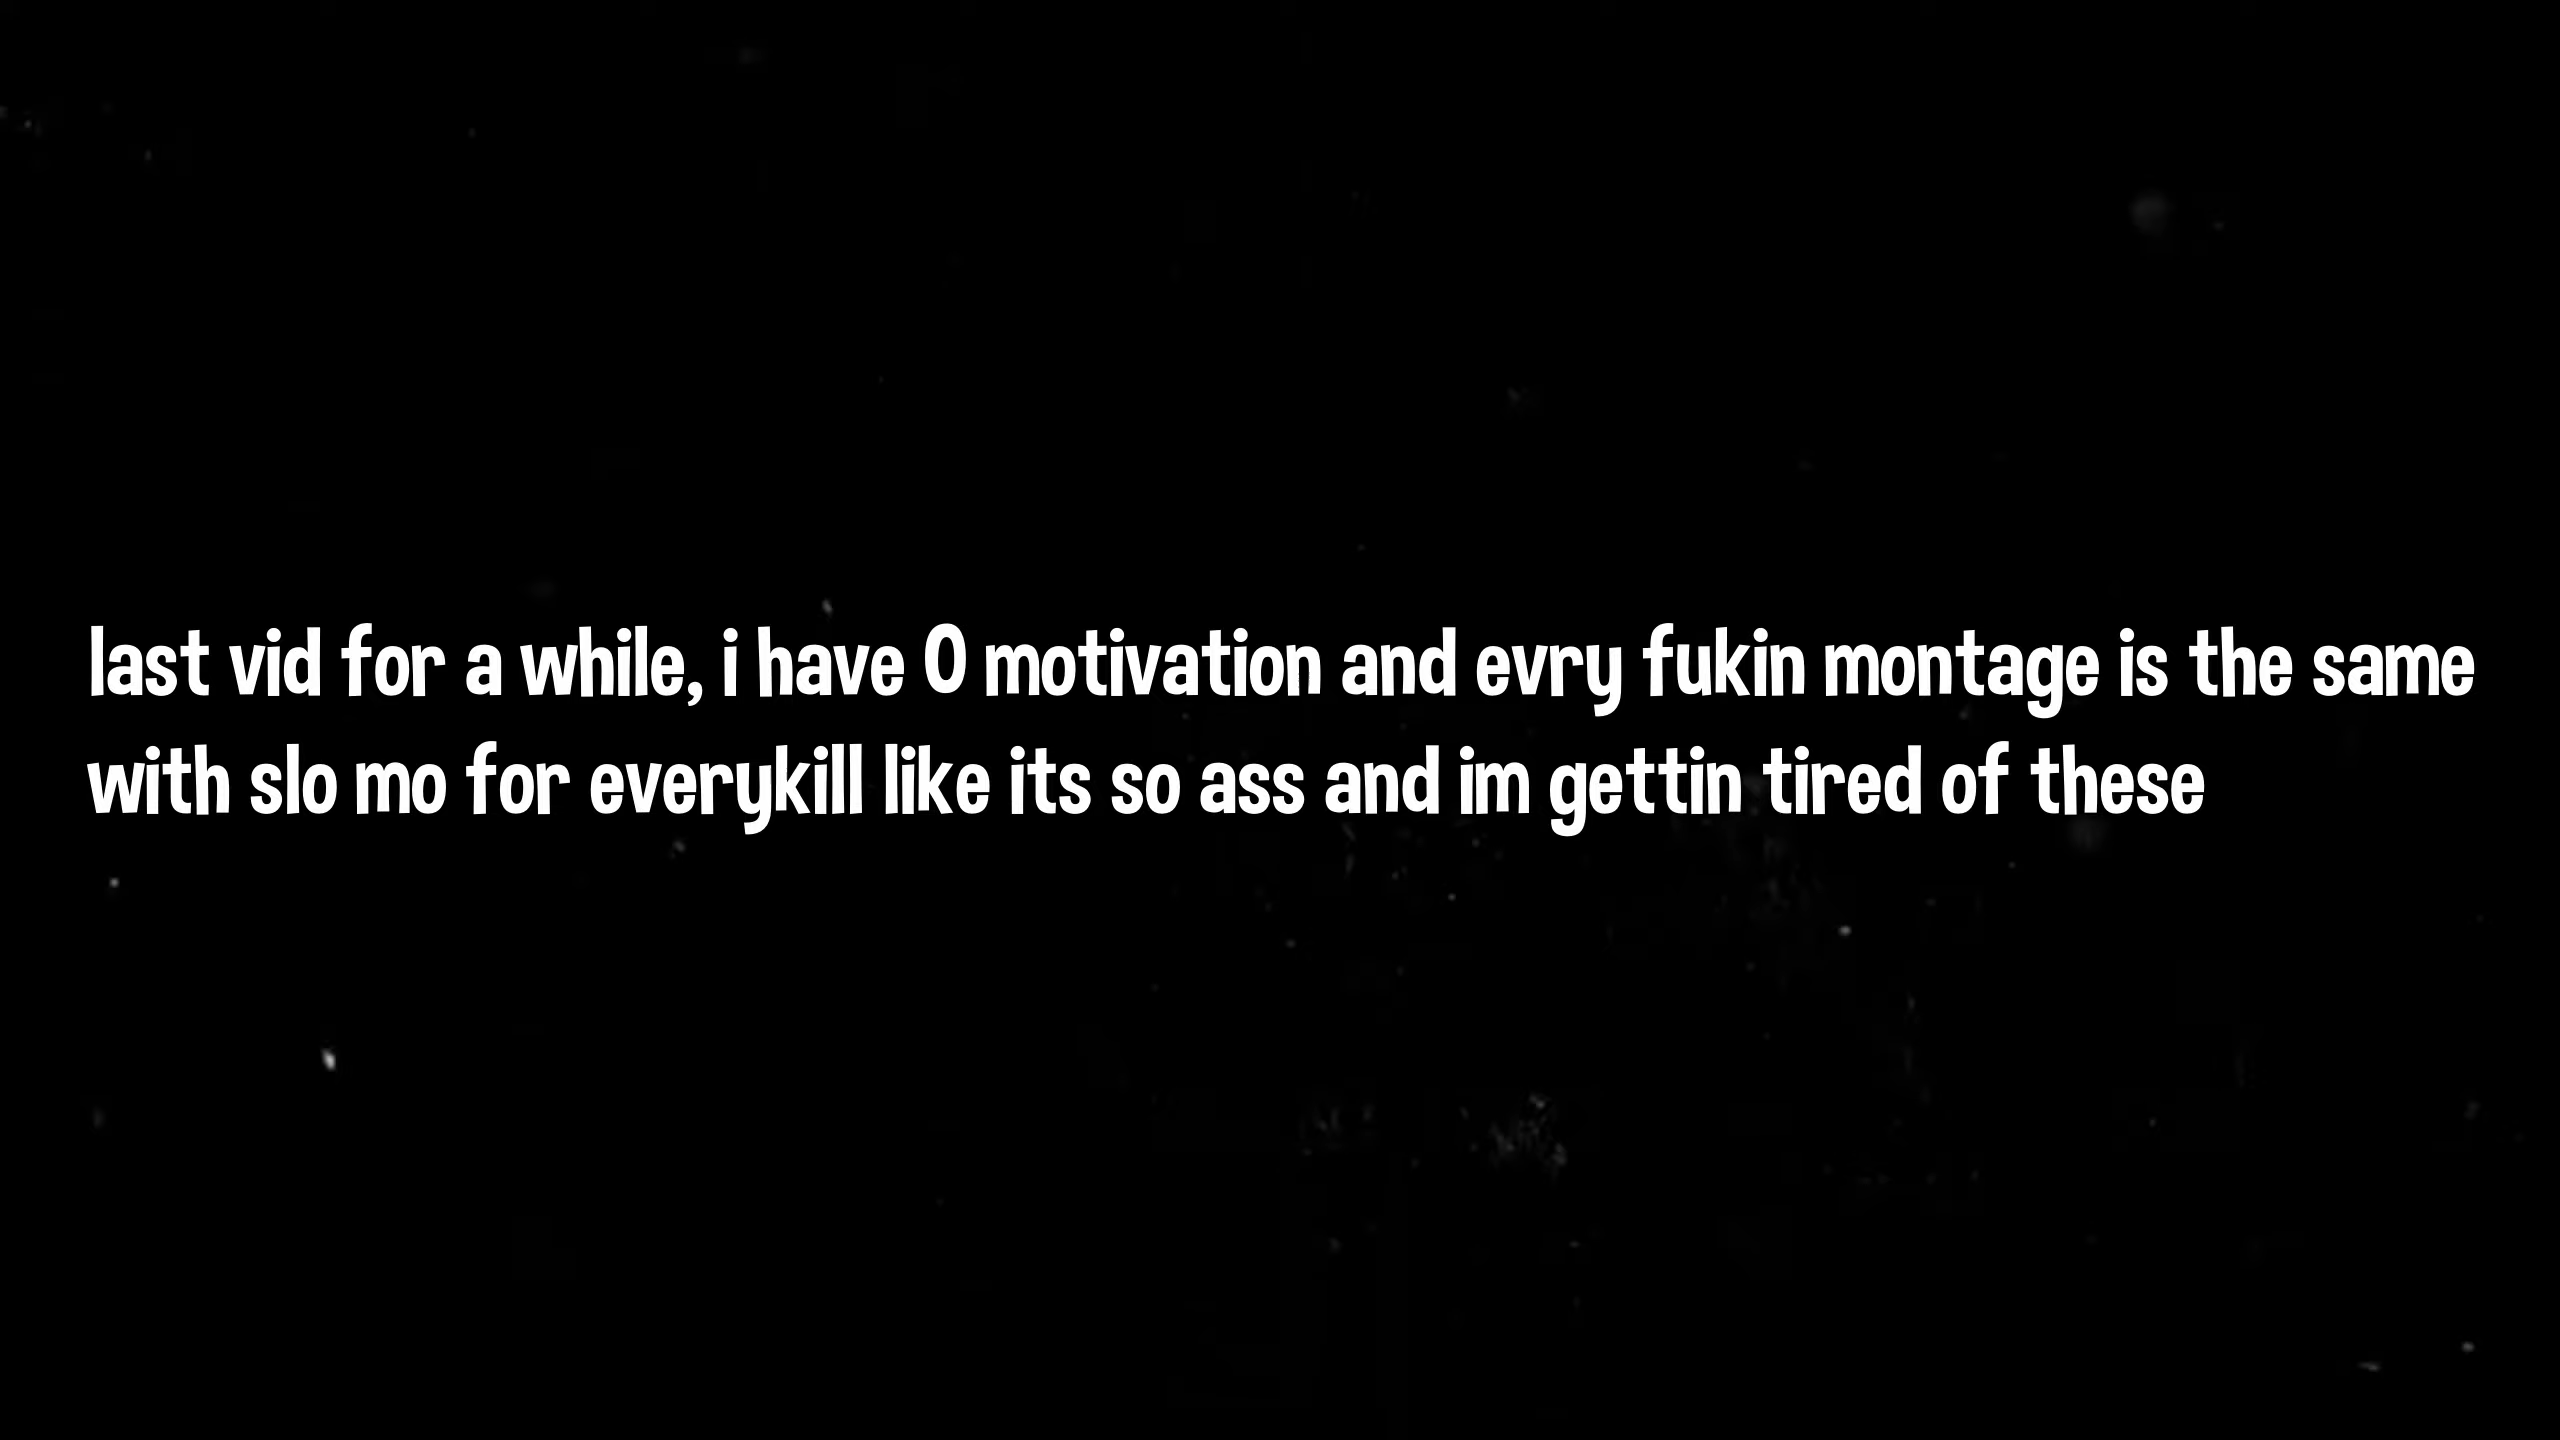 last vid for a while, i have 0 motivation and evry fukin montage is the same
with slo mo for everykill like its so ass and im gettin tired of these